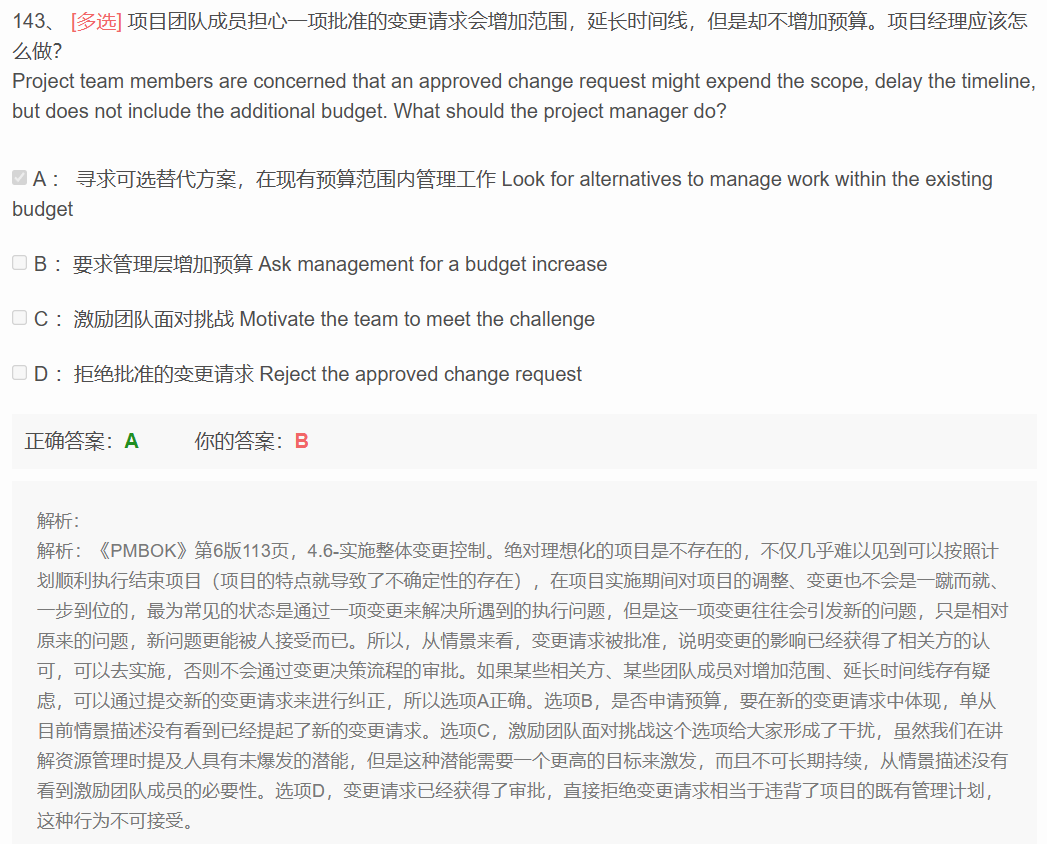 143、 [多选] 项目团队成员担心一项批准的变更请求会增加范围，延长时间线，但是却不增加预算。项目经理应该怎
么做?
Project team members are concerned that an approved change request might expend the scope, delay the timeline,
but does not include the additional budget. What should the project manager do?
A： 寻求可选替代方案，在现有预算范围内管理工作 Look for alternatives to manage work within the existing
budget
B：要求管理层增加预算 Ask management for a budget increase
C：激励团队面对挑战 Motivate the team to meet the challenge
D：拒绝批准的变更请求 Reject the approved change request
正确答案：A 你的答案：B
解析：
解析：《PMBOK》第6版113页，4.6-实施整体变更控制。绝对理想化的项目是不存在的，不仅几乎难以见到可以按照计
划顺利执行结束项目（项目的特点就导致了不确定性的存在），在项目实施期间对项目的调整、变更也不会是一蹴而就、
一步到位的，最为常见的状态是通过一项变更来解决所遇到的执行问题，但是这一项变更往往会引发新的问题，只是相对
原来的问题，新问题更能被人接受而已。所以，从情景来看，变更请求被批准，说明变更的影响已经获得了相关方的认
可，可以去实施，否则不会通过变更决策流程的审批。如果某些相关方、某些团队成员对增加范围、延长时间线存有疑
虑，可以通过提交新的变更请求来进行纠正，所以选项A正确。选项B，是否申请预算，要在新的变更请求中体现，单从
目前情景描述没有看到已经提起了新的变更请求。选项C，激励团队面对挑战这个选项给大家形成了干扰，虽然我们在讲
解资源管理时提及人具有未爆发的潜能，但是这种潜能需要一个更高的目标来激发，而且不可长期持续，从情景描述没有
看到激励团队成员的必要性。选项D，变更请求已经获得了审批，直接拒绝变更请求相当于违背了项目的既有管理计划，
这种行为不可接受。